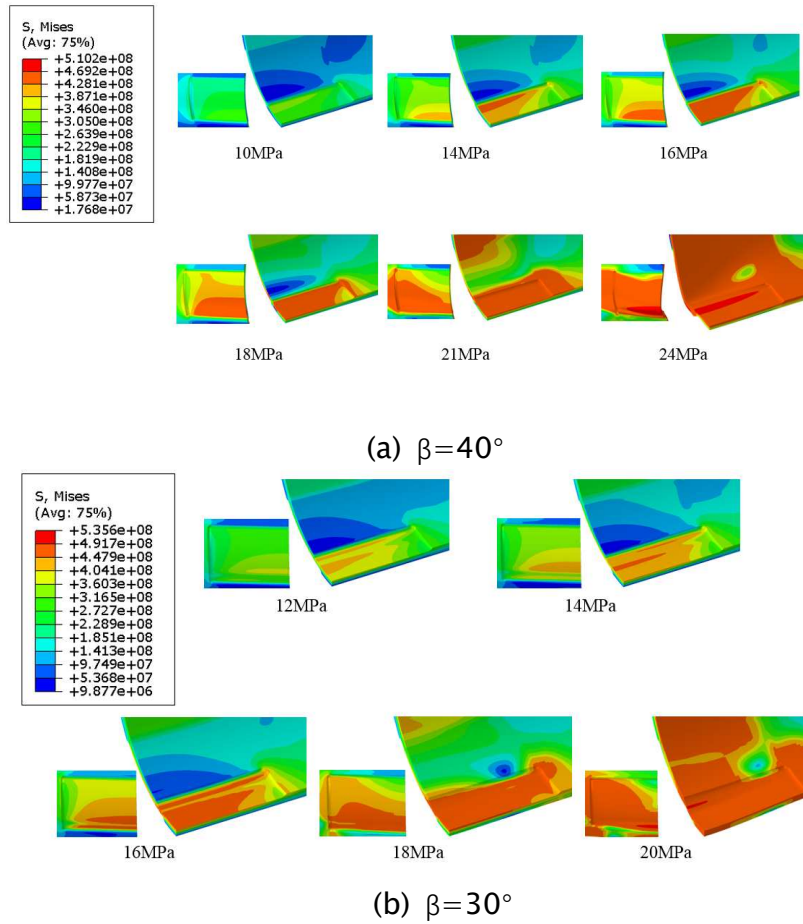 S, Mises
(Avg: 75%)
+5.102e+08
+4.692e+08
+4.281e+08
+3.871e+08
+3.460e+08
+3.050e+08
+2.639e+08
+2.229e+08
+1.819e+08
+1.408e+08
+9.977e+07
+5.873e+07
+1.768e+07
10MPa
14MPa
16MPa
18MPa
21MPa
24MPa
(a) β=40°
S, Mises
(Avg: 75%)
+5.356e+08
+4.917e+08
+4.479e+08
+4.041e+08
+3.603e+08
+3.165e+08
+2.727e+08
+2.289e+08
+1.851e+08
+1.413e+08
+9.749e+07
+5.368e+07
+9.877e+06
12MPa
14MPa
16MPa
18MPa
20MPa
(b) β=30°